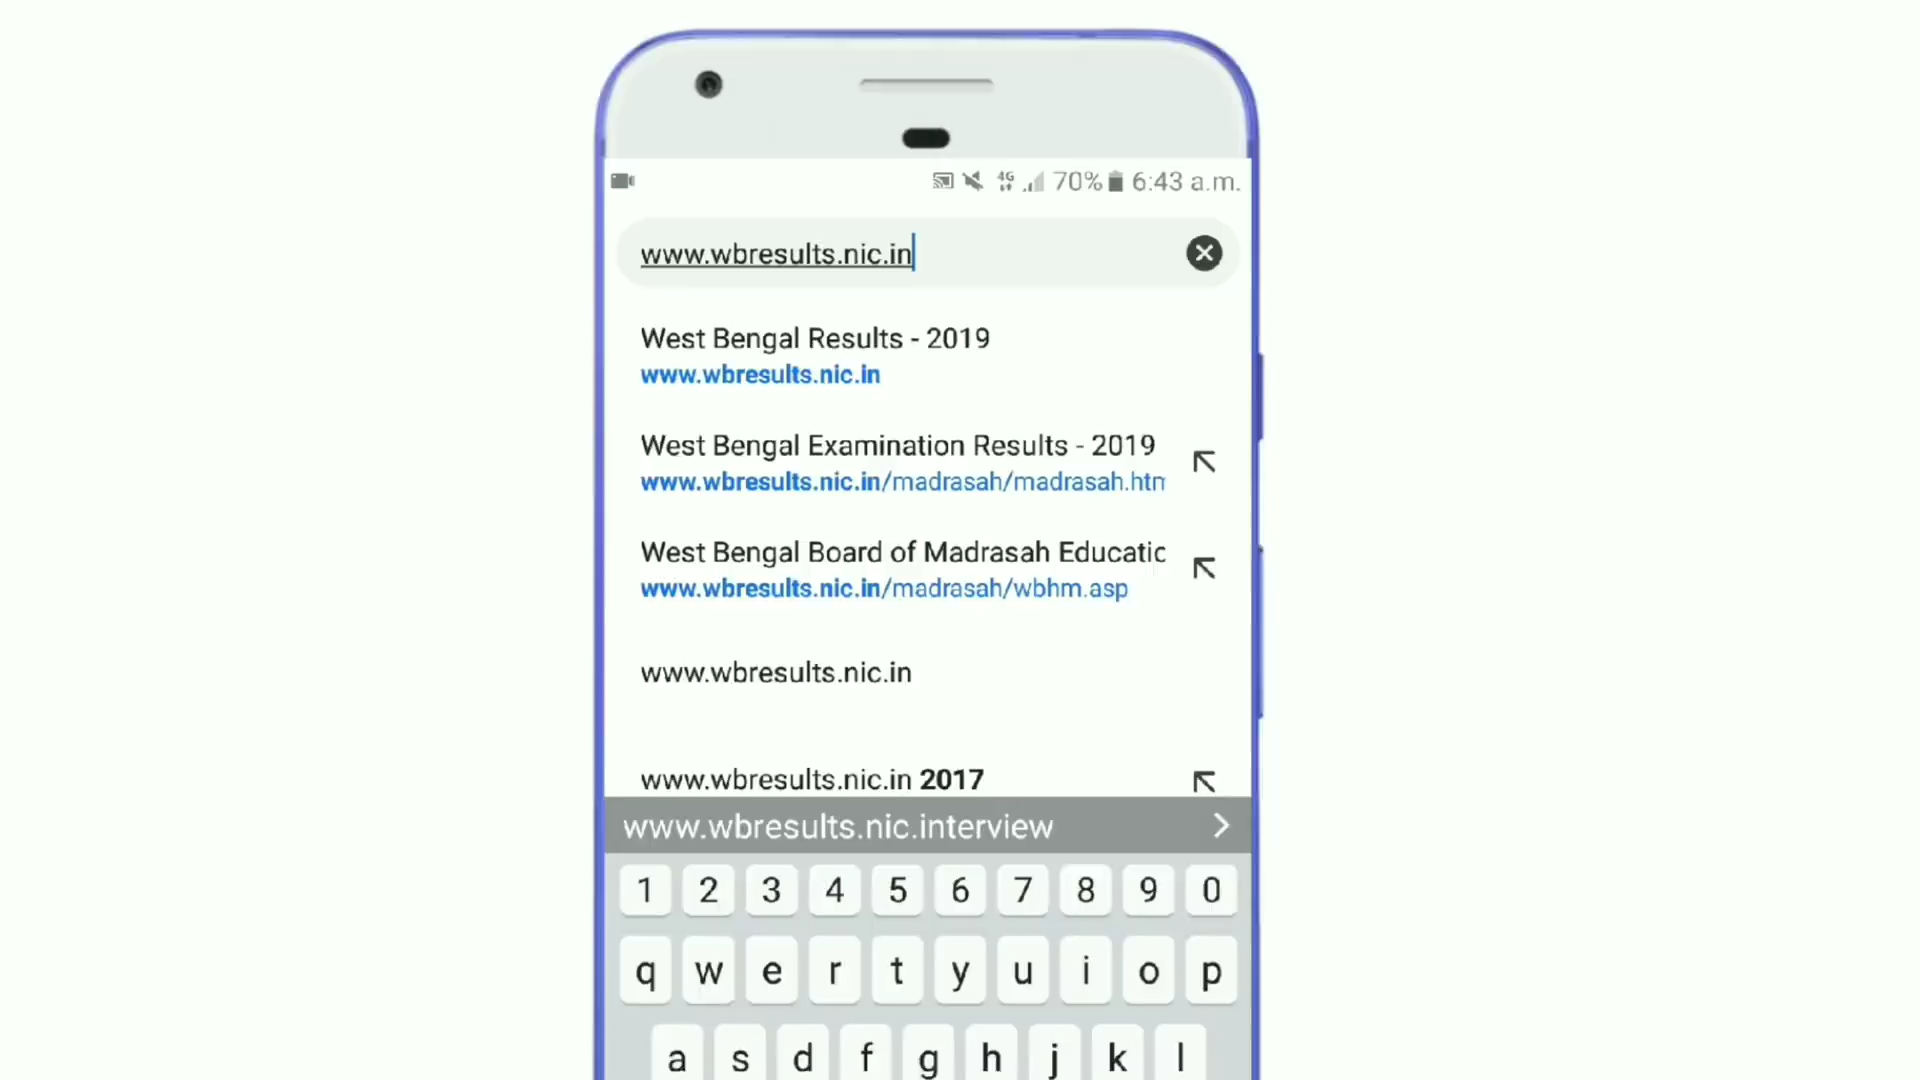 4G 70% 6:43 a.m.
www.wbresults.nic.in
West Bengal Results - 2019
www.wbresults.nic.in
West Bengal Examination Results - 2019
www.wbresults.nic.in/madrasah/madrasah.htm
West Bengal Board of Madrasah Educatio
www.wbresults.nic.in/madrasah/wbhm.asp
www.wbresults.nic.in
www.wbresults.nic.in 2017
www.wbresults.nic.interview
1 2 3 4 5 6 7 8 9 0
q w e r t y u i o p
a s d f g h j k l